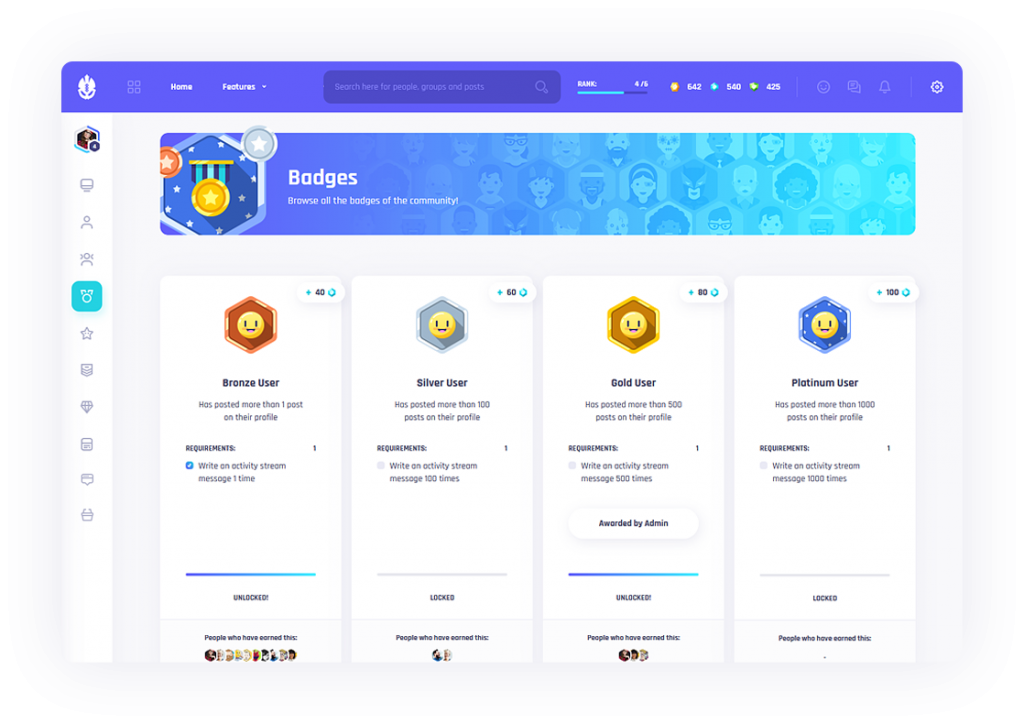 Home
Features
Search here for people, groups and posts
RANK: 4 /5
642
540
425
4
Badges
Browse all the badges of the community!
+ 40
+ 60
+ 80
+ 100
Bronze User
Has posted more than 1 post
on their profile
REQUIREMENTS: 1
Write an activity stream
message 1 time
UNLOCKED!
People who have earned this:
Silver User
Has posted more than 100
posts on their profile
REQUIREMENTS: 1
Write an activity stream
message 100 times
LOCKED
People who have earned this:
Gold User
Has posted more than 500
posts on their profile
REQUIREMENTS: 1
Write an activity stream
message 500 times
Awarded by Admin
UNLOCKED!
People who have earned this:
Platinum User
Has posted more than 1000
posts on their profile
REQUIREMENTS: 1
Write an activity stream
message 1000 times
LOCKED
People who have earned this:
-